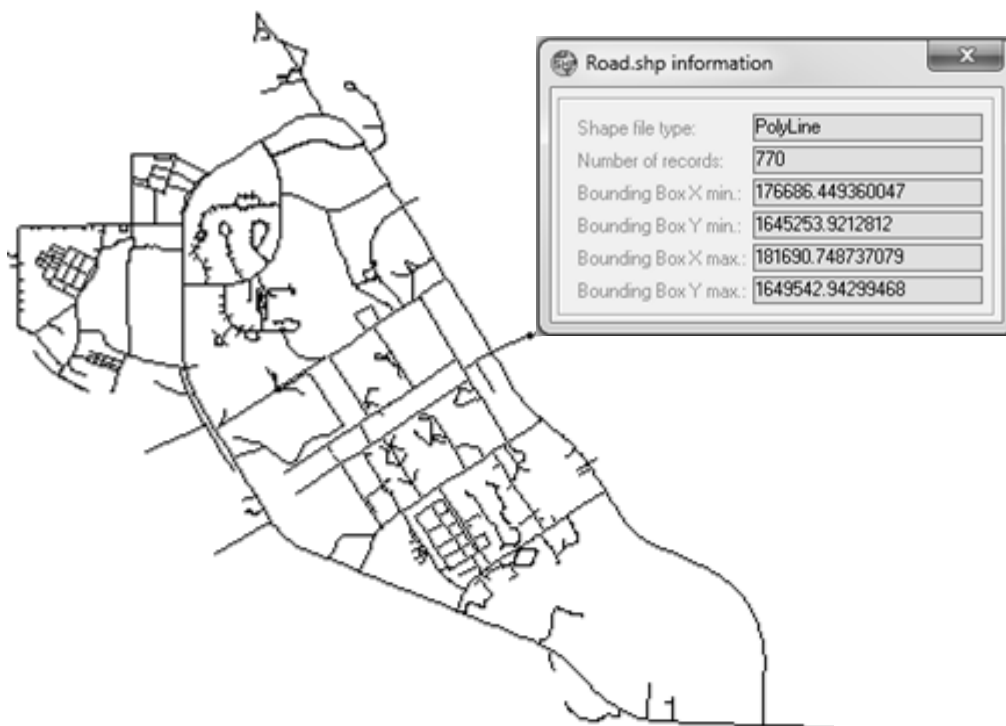 Road.shp information
Shape file type: PolyLine
Number of records: 770
Bounding Box X min.: 176686.449360047
Bounding Box Y min.: 1645253.9212812
Bounding Box X max.: 181690.748737079
Bounding Box Y max.: 1649542.94299468